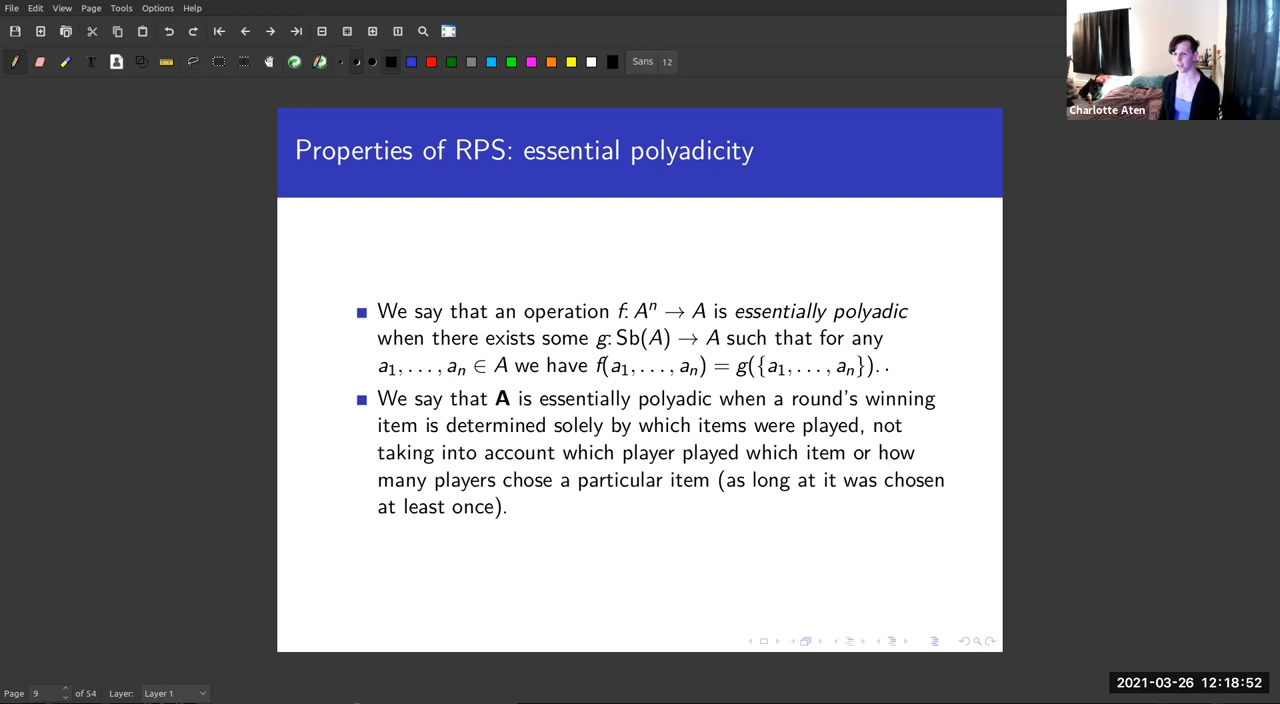 File Edit View Page Tools Options Help
Sans 12
Charlotte Aten
Properties of RPS: essential polyadicity
We say that an operation f: Aⁿ → A is essentially polyadic
when there exists some g: Sb(A) → A such that for any
a₁, . . . , aₙ ∈ A we have f(a₁, . . . , aₙ) = g({a₁, . . . , aₙ}). .
We say that A is essentially polyadic when a round's winning
item is determined solely by which items were played, not
taking into account which player played which item or how
many players chose a particular item (as long at it was chosen
at least once).
2021-03-26 12:18:52
Page 9 of 54 Layer: Layer 1